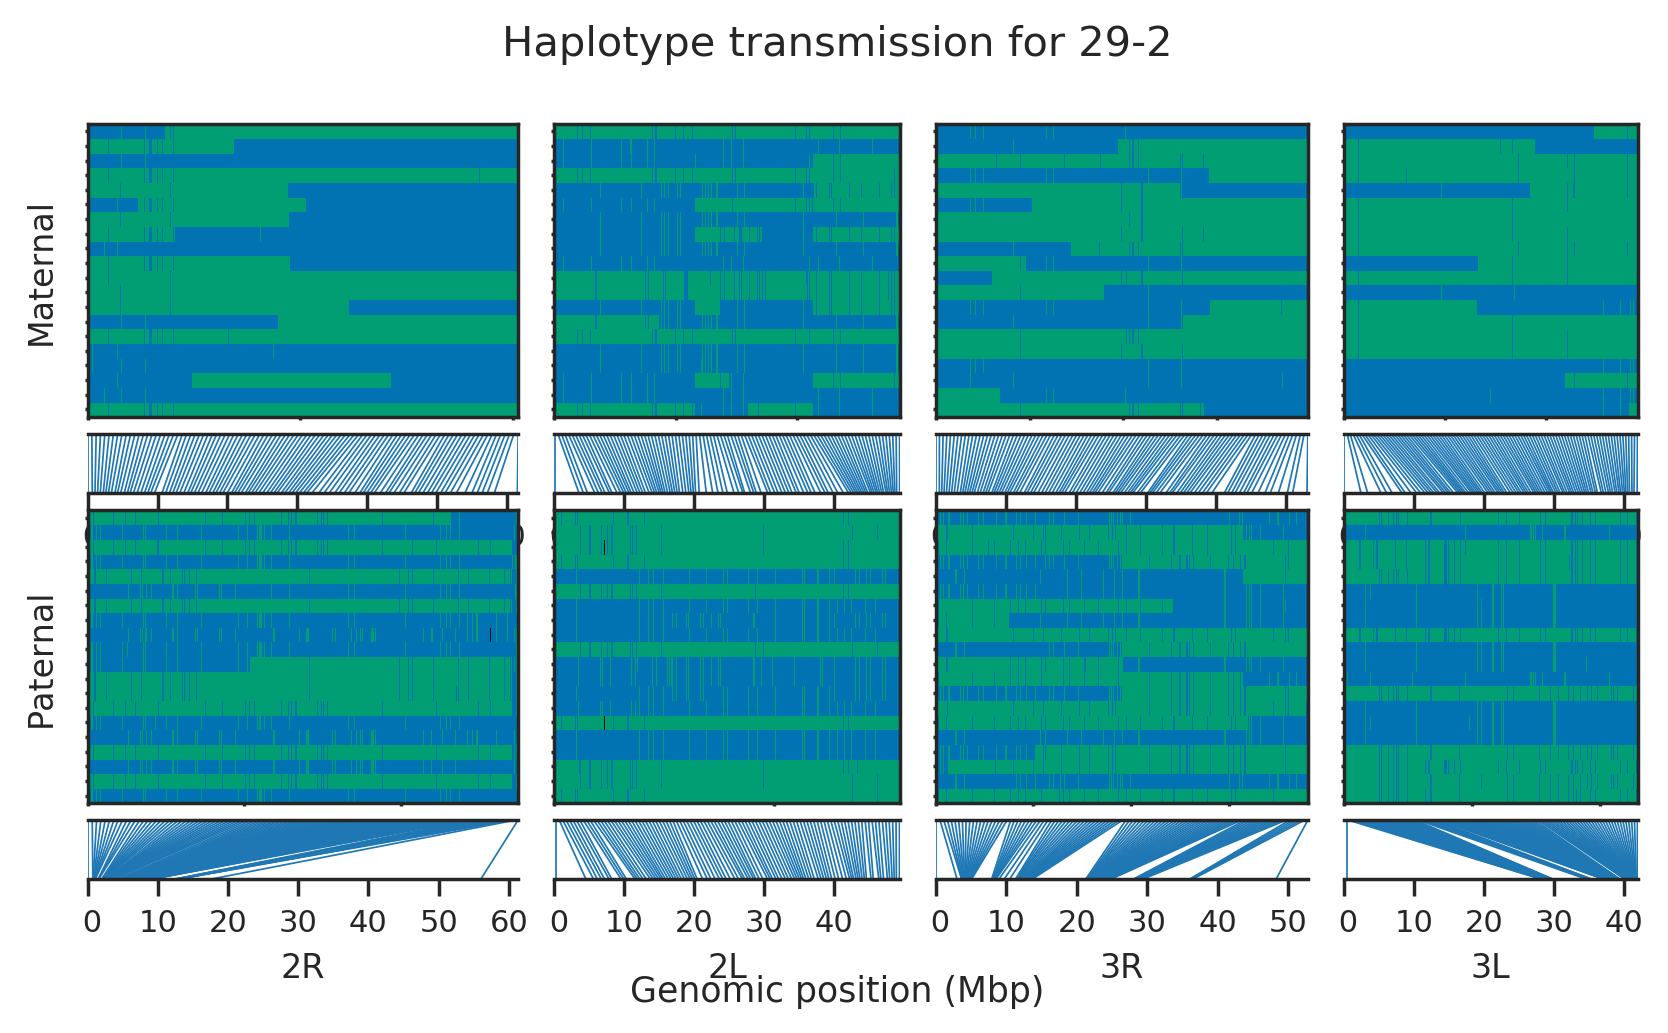 Haplotype transmission for 29-2
Maternal
Paternal
0 10 20 30 40 50 60
0 10 20 30 40
0 10 20 30 40 50
0 10 20 30 40
2R
2L
3R
3L
Genomic position (Mbp)